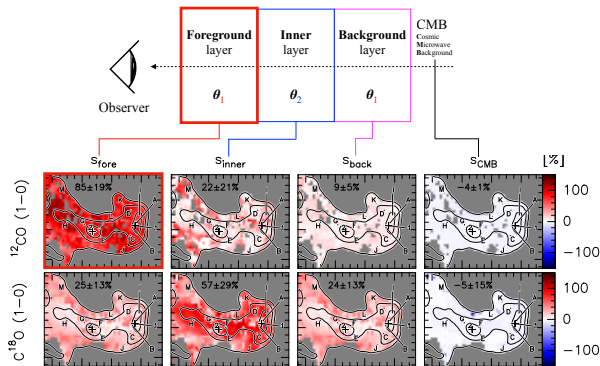 Foreground
layer
θ1
Inner
layer
θ2
Background
layer
θ1
CMB
Cosmic
Microwave
Background
Observer
Sfore
Sinner
Sback
SCMB
[%]
12CO (1−0)
85±19%
M
K
L
A
D
G
H
F
I
E
C
J
B
22±21%
M
K
L
A
D
G
H
F
I
E
C
J
B
9±5%
M
K
L
A
D
G
H
F
I
E
C
J
B
−4±1%
M
K
L
A
D
G
H
F
I
E
C
J
B
100
0
−100
C18O (1−0)
25±13%
M
K
L
A
D
G
H
F
I
E
C
J
B
57±29%
M
K
L
A
D
G
H
F
I
E
C
J
B
24±13%
M
K
L
A
D
G
H
F
I
E
C
J
B
−5±15%
M
K
L
A
D
G
H
F
I
E
C
J
B
100
0
−100